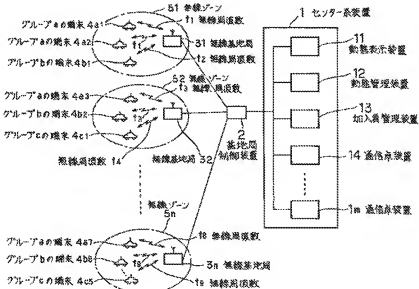 51 無線ゾーン
f1 無線周波数
グループaの端末 4a1
グループaの端末 4a2
グループbの端末 4b1
f1
31 無線基地局
f2 無線周波数
52 無線ゾーン
f3 無線周波数
グループaの端末 4a3
グループbの端末 4b2
グループcの端末 4c1
f3
無線周波数 f4
無線基地局
32
2
基地局
制御装置
5n
無線ゾーン
グループaの端末 4a7
グループbの端末 4b8
グループcの端末 4c5
f8 無線周波数
f8
3n 無線基地局
f9 無線周波数
1 センター系装置
11
動態表示装置
12
動態管理装置
13
加入者管理装置
14 通信点装置
1m 通信点装置